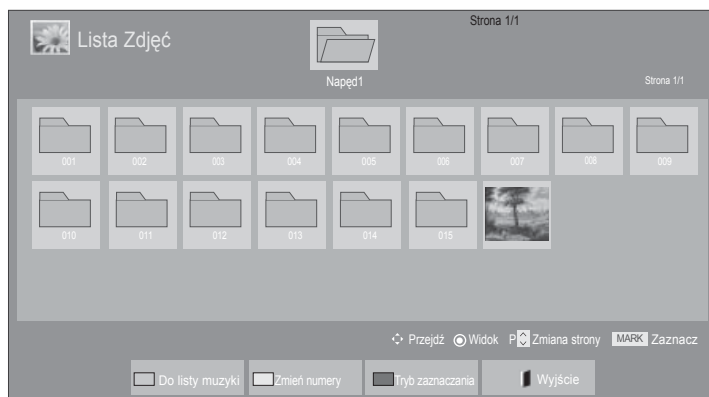 Strona 1/1
Lista Zdjęć
Napęd1
Strona 1/1
001 002 003 004 005 006 007 008 009
010 011 012 013 014 015
Przejdź Widok P Zmiana strony MARK Zaznacz
Do listy muzyki Zmień numery Tryb zaznaczania Wyjście